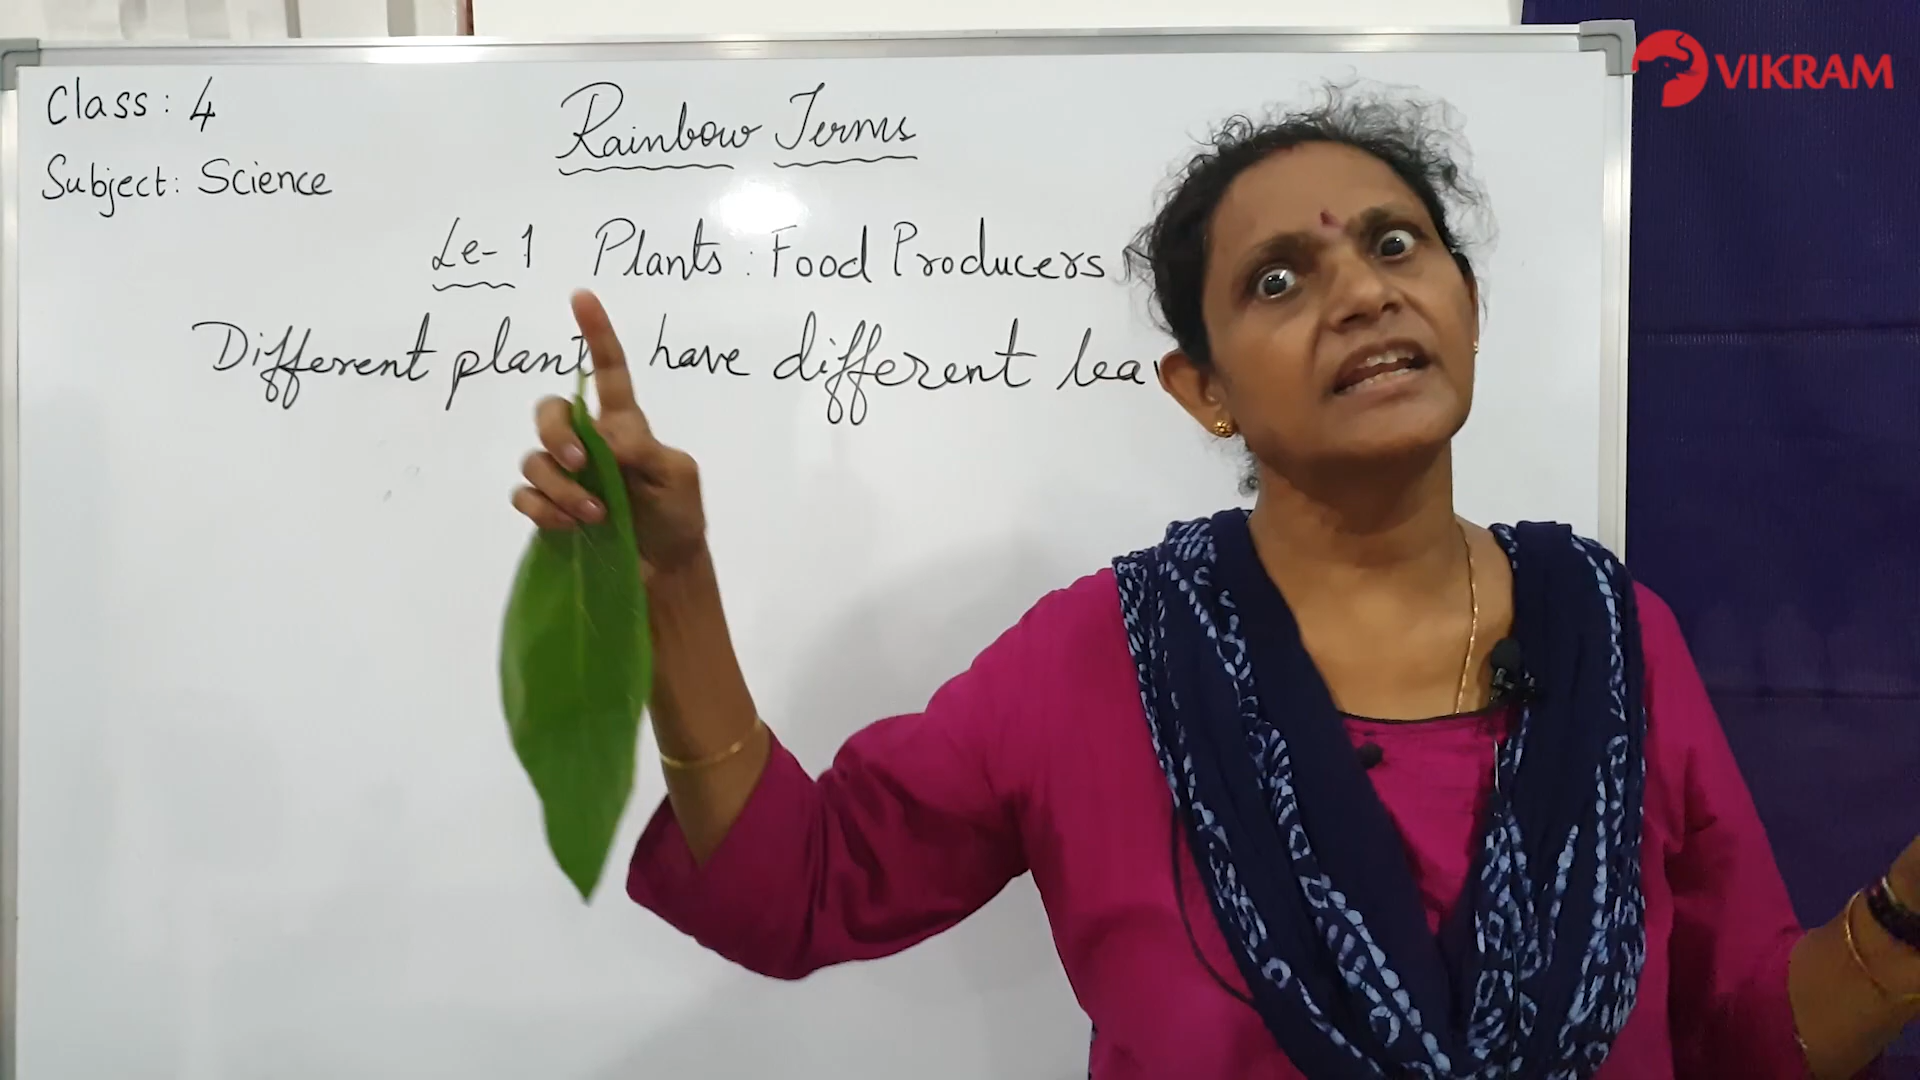 Class: 4
Subject: Science
Rainbow Terms
Le-1 Plants: Food Producers
Different plant have different lea
VIKRAM